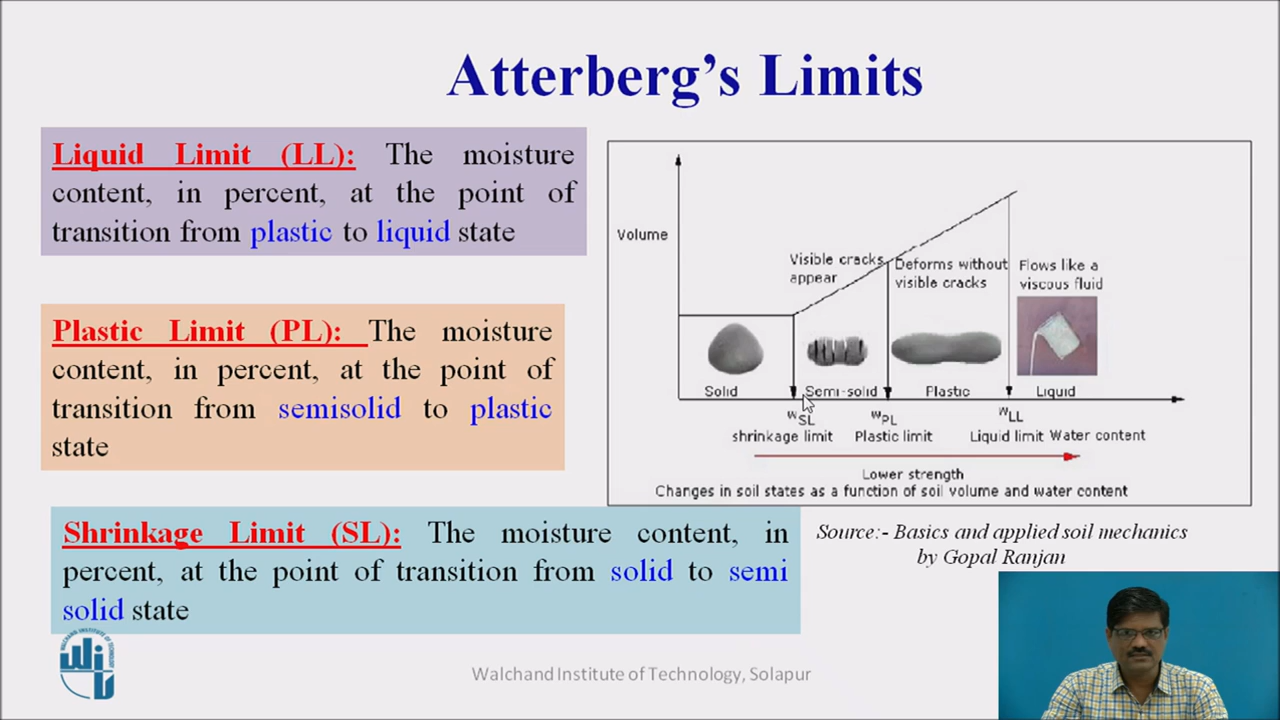 Atterberg's Limits
Liquid Limit (LL): The moisture
content, in percent, at the point of
transition from plastic to liquid state
Plastic Limit (PL): The moisture
content, in percent, at the point of
transition from semisolid to plastic
state
Shrinkage Limit (SL): The moisture content, in
percent, at the point of transition from solid to semi
solid state
Volume
Visible cracks
appear
Deforms without
visible cracks
Flows like a
viscous fluid
Solid
Semi-solid
Plastic
Liquid
wSL
wPL
wLL
shrinkage limit
Plastic limit
Liquid limit
Water content
Lower strength
Changes in soil states as a function of soil volume and water content
Source:- Basics and applied soil mechanics
by Gopal Ranjan
WALCHAND INSTITUTE OF TECHNOLOGY
Walchand Institute of Technology, Solapur